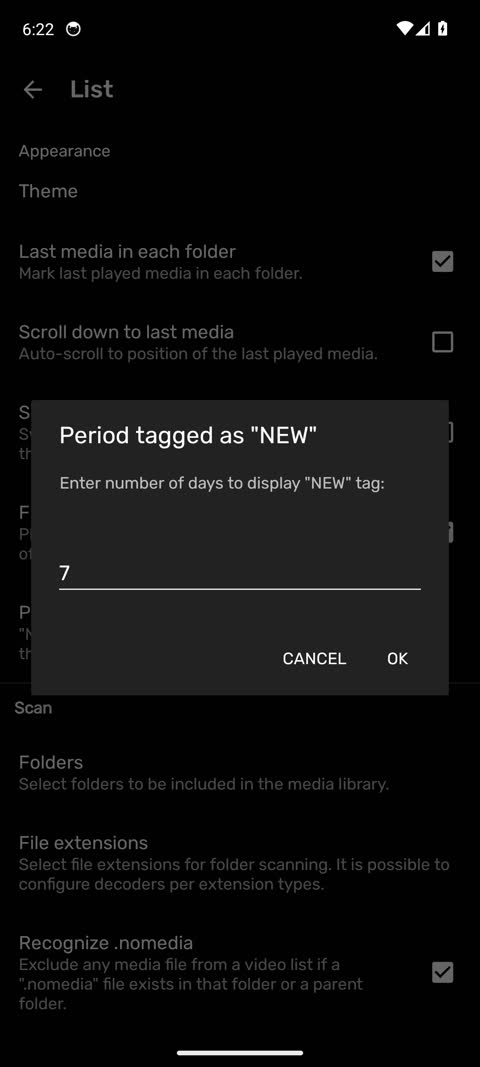 6:22
List
Appearance
Theme
Last media in each folder
Mark last played media in each folder.
Scroll down to last media
Auto-scroll to position of the last played media.
Period tagged as "NEW"
Enter number of days to display "NEW" tag:
7
CANCEL OK
Scan
Folders
Select folders to be included in the media library.
File extensions
Select file extensions for folder scanning. It is possible to
configure decoders per extension types.
Recognize .nomedia
Exclude any media file from a video list if a
".nomedia" file exists in that folder or a parent
folder.